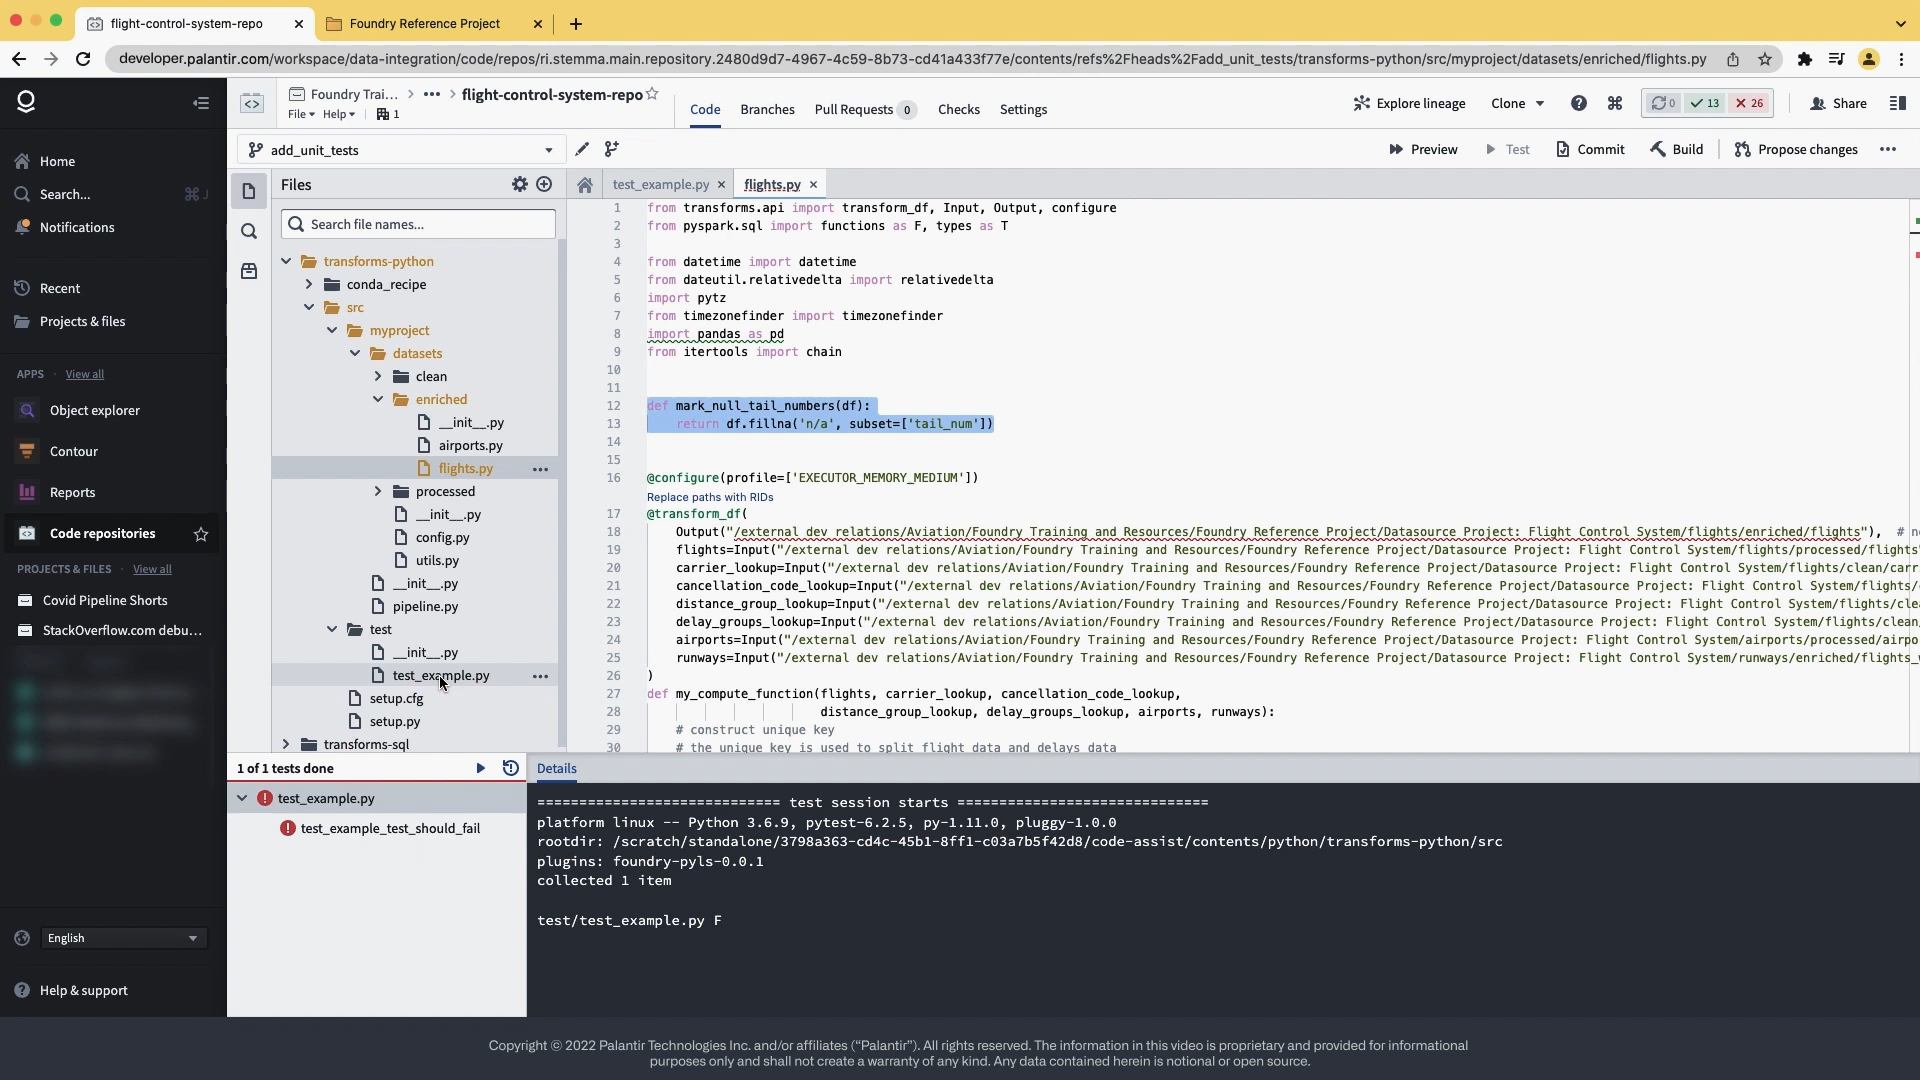 flight-control-system-repo
Foundry Reference Project
developer.palantir.com/workspace/data-integration/code/repos/ri.stemma.main.repository.2480d9d7-4967-4c59-8b73-cd41a433f77e/contents/refs%2Fheads%2Fadd_unit_tests/transforms-python/src/myproject/datasets/enriched/flights.py
Home
Search...
⌘ J
Notifications
Recent
Projects & files
APPS · View all
Object explorer
Contour
Reports
Code repositories
PROJECTS & FILES · View all
Covid Pipeline Shorts
StackOverflow.com debu...
English
Help & support
Foundry Trai... > ••• > flight-control-system-repo
File Help 1
Code
Branches
Pull Requests 0
Checks
Settings
Explore lineage
Clone
0 13 26
Share
add_unit_tests
Preview
Test
Commit
Build
Propose changes
Files
Search file names...
transforms-python
conda_recipe
src
myproject
datasets
clean
enriched
__init__.py
airports.py
flights.py
processed
__init__.py
config.py
utils.py
__init__.py
pipeline.py
test
__init__.py
test_example.py
setup.cfg
setup.py
transforms-sql
test_example.py
flights.py
1 from transforms.api import transform_df, Input, Output, configure
2 from pyspark.sql import functions as F, types as T
3
4 from datetime import datetime
5 from dateutil.relativedelta import relativedelta
6 import pytz
7 from timezonefinder import timezonefinder
8 import pandas as pd
9 from itertools import chain
10
11
12 def mark_null_tail_numbers(df):
13 return df.fillna('n/a', subset=['tail_num'])
14
15
16 @configure(profile=['EXECUTOR_MEMORY_MEDIUM'])
Replace paths with RIDs
17 @transform_df(
18 Output("/external dev relations/Aviation/Foundry Training and Resources/Foundry Reference Project/Datasource Project: Flight Control System/flights/enriched/flights"), # n
19 flights=Input("/external dev relations/Aviation/Foundry Training and Resources/Foundry Reference Project/Datasource Project: Flight Control System/flights/processed/flights
20 carrier_lookup=Input("/external dev relations/Aviation/Foundry Training and Resources/Foundry Reference Project/Datasource Project: Flight Control System/flights/clean/carr
21 cancellation_code_lookup=Input("/external dev relations/Aviation/Foundry Training and Resources/Foundry Reference Project/Datasource Project: Flight Control System/flights/
22 distance_group_lookup=Input("/external dev relations/Aviation/Foundry Training and Resources/Foundry Reference Project/Datasource Project: Flight Control System/flights/cle
23 delay_groups_lookup=Input("/external dev relations/Aviation/Foundry Training and Resources/Foundry Reference Project/Datasource Project: Flight Control System/flights/clean
24 airports=Input("/external dev relations/Aviation/Foundry Training and Resources/Foundry Reference Project/Datasource Project: Flight Control System/airports/processed/airpo
25 runways=Input("/external dev relations/Aviation/Foundry Training and Resources/Foundry Reference Project/Datasource Project: Flight Control System/runways/enriched/flights_
26 )
27 def my_compute_function(flights, carrier_lookup, cancellation_code_lookup,
28 distance_group_lookup, delay_groups_lookup, airports, runways):
29 # construct unique key
30 # the unique key is used to split flight data and delays data
1 of 1 tests done
test_example.py
test_example_test_should_fail
Details
============================= test session starts ==============================
platform linux -- Python 3.6.9, pytest-6.2.5, py-1.11.0, pluggy-1.0.0
rootdir: /scratch/standalone/3798a363-cd4c-45b1-8ff1-c03a7b5f42d8/code-assist/contents/python/transforms-python/src
plugins: foundry-pyls-0.0.1
collected 1 item
test/test_example.py F
Copyright © 2022 Palantir Technologies Inc. and/or affiliates (“Palantir”). All rights reserved. The information in this video is proprietary and provided for informational
purposes only and shall not create a warranty of any kind. Any data contained herein is notional or open source.